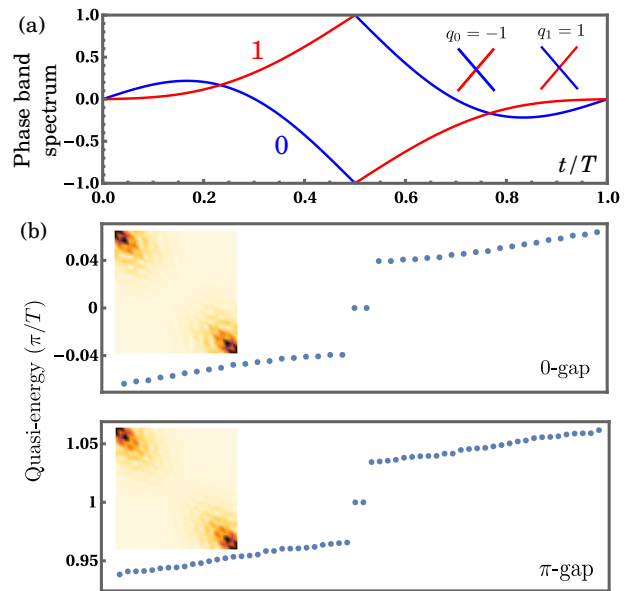 (a)
Phase band
spectrum
1.0
0.5
0.0
-0.5
-1.0
1
0
q₀ = −1
q₁ = 1
t/T
0.0
0.2
0.4
0.6
0.8
1.0
(b)
Quasi-energy (π/T)
0.04
0
-0.04
0-gap
1.05
1
0.95
π-gap